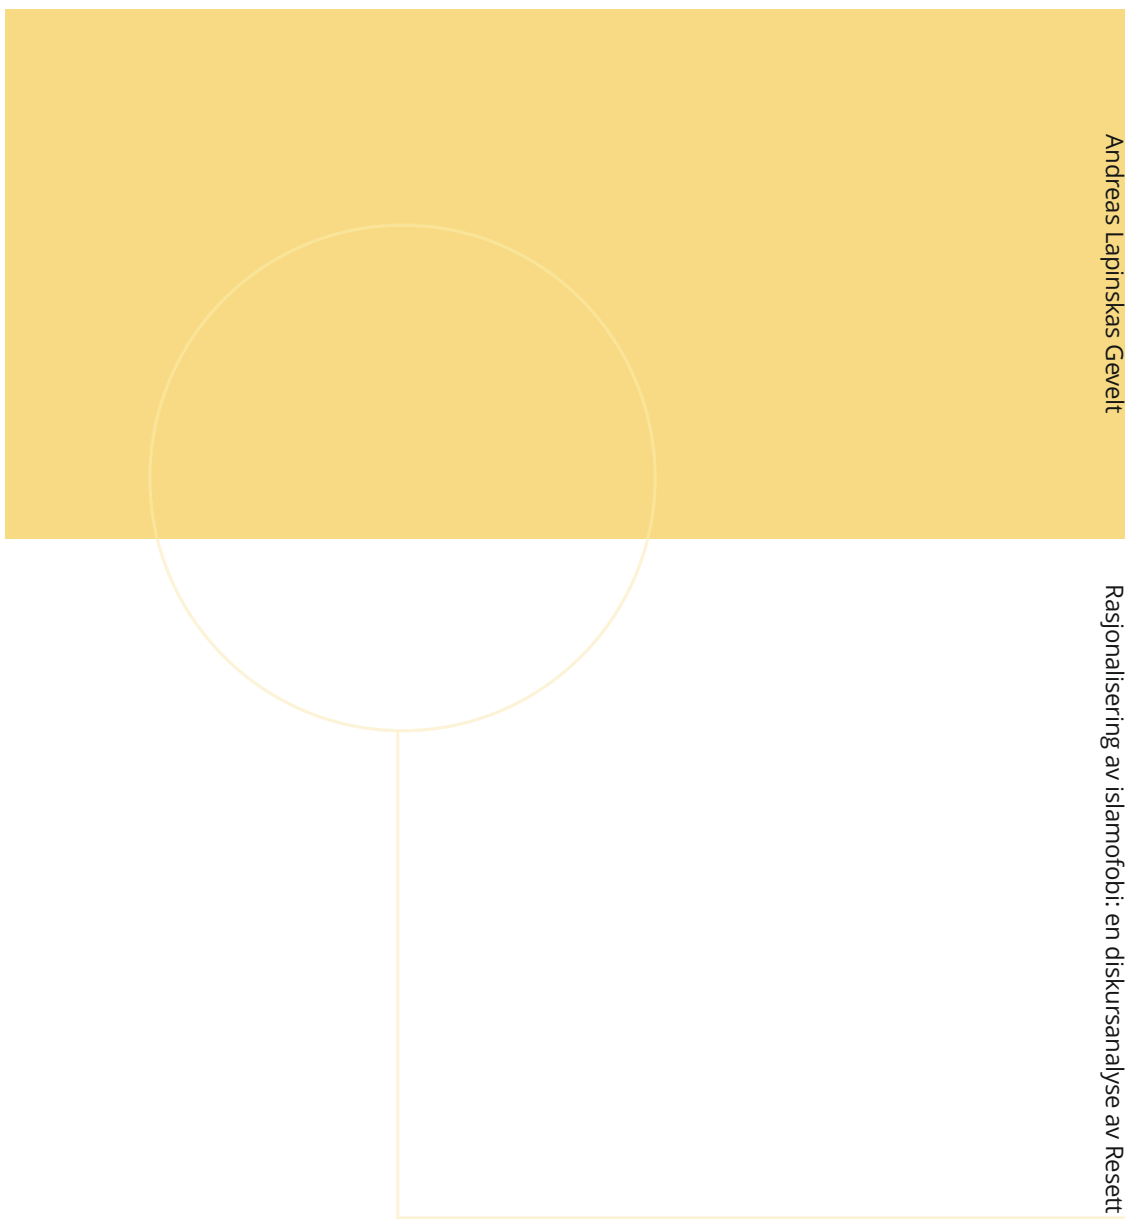 Andreas Lapinskas Gevelt
Rasjonalisering av islamofobi: en diskursanalyse av Resett